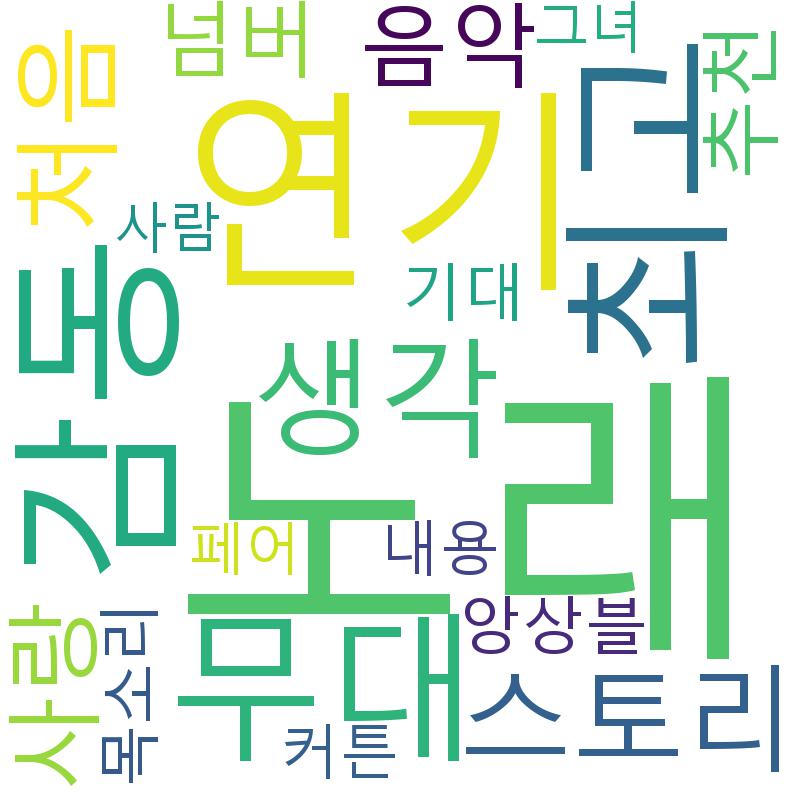 넘버
음악
그녀
추천
처음
연기
최고
사람
기대
감동
생각
노래
페어
내용
앙상블
사랑
목소리
무대
커튼
스토리